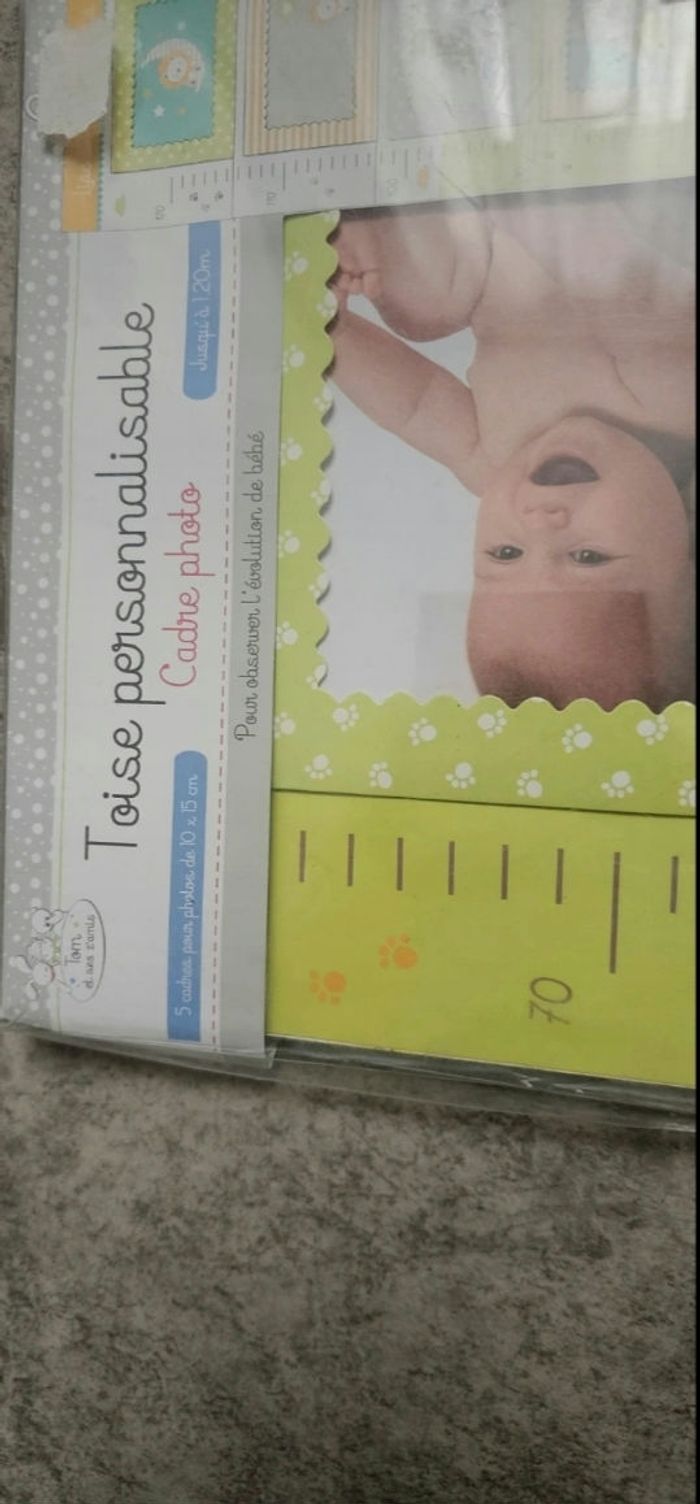 Tom
et ses z'amis
Toise personnalisable
Cadre photo
5 cadres pour photos de 10 x 15 cm
Jusqu'à 1.20m
Pour observer l'évolution de bébé
70